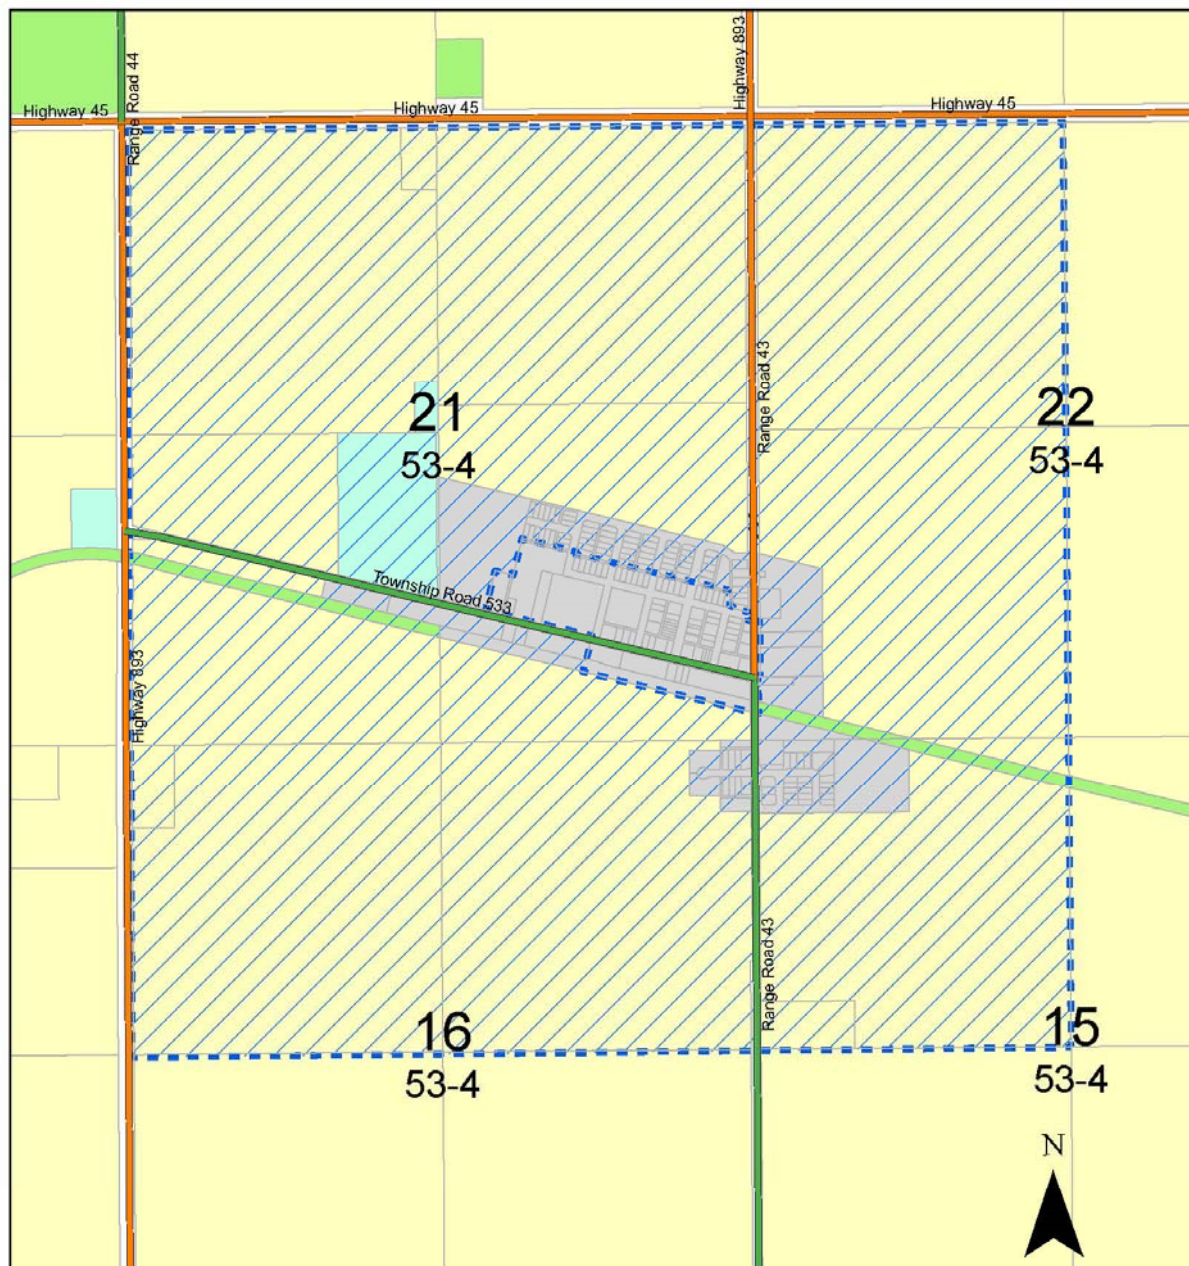 Highway 893
Range Road 44
Highway 45
Highway 45
Highway 45
Range Road 43
21
53-4
22
53-4
Township Road 533
Highway 893
Range Road 43
16
53-4
15
53-4
N